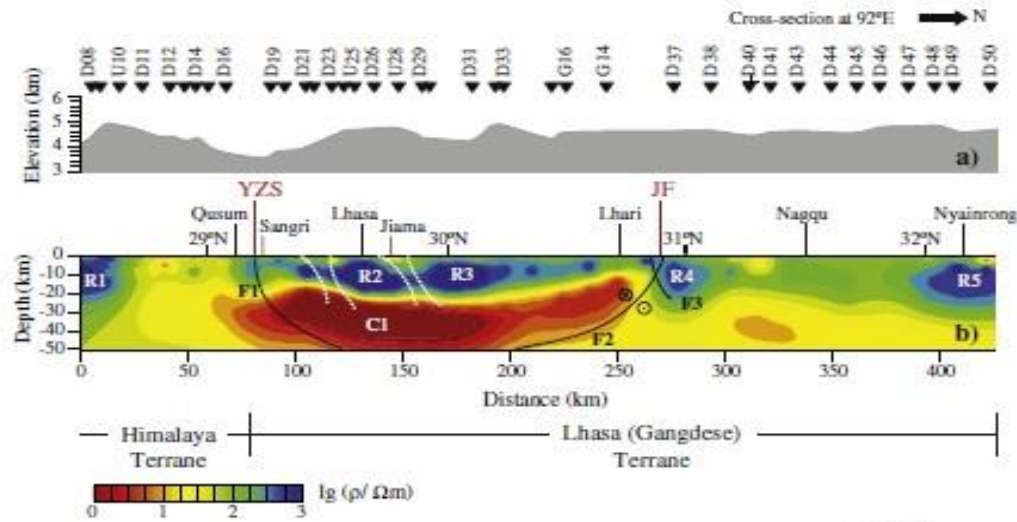 Cross-section at 92°E N
D08 U10 D11 D12 D14 D16 D19 D21 D23 U25 D26 U28 D29 D31 D33 G16 G14 D37 D38 D40 D41 D43 D44 D45 D46 D47 D48 D49 D50
Elevation (km)
6
5
4
3
a)
YZS JF
Qusum Lhasa Lhari Nagqu Nyainrong
Sangri Jiama
29°N 30°N 31°N 32°N
Depth(km)
0
-10
-20
-30
-40
-50
R1 R2 R3 R4 R5
F1 F3
C1
F2 b)
0 50 100 150 200 250 300 350 400
Distance (km)
Himalaya Lhasa (Gangdese)
Terrane Terrane
lg (ρ/ Ωm)
0 1 2 3